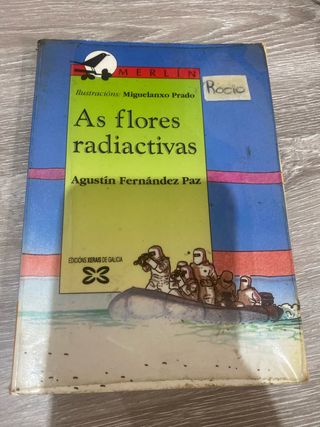 MERLÍN
Ilustracións: Miguelanxo Prado
Rocío
As flores
radiactivas
Agustín Fernández Paz
EDICIÓNS XERAIS DE GALICIA